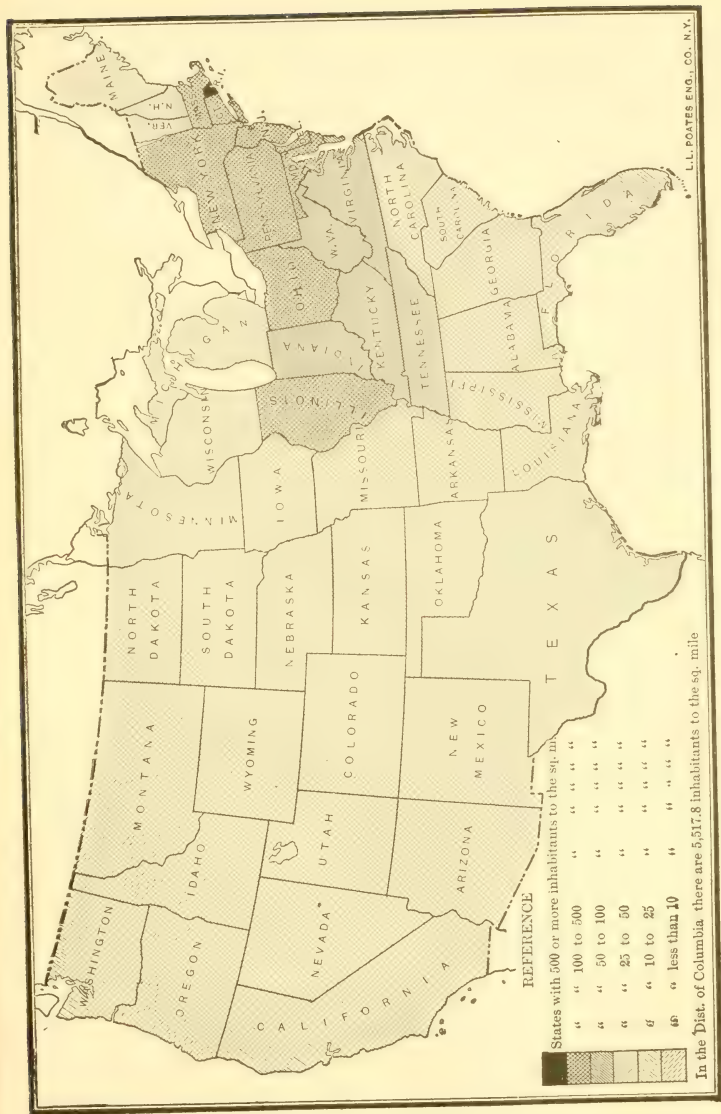 WASHINGTON
OREGON
CALIFORNIA
NEVADA
IDAHO
MONTANA
WYOMING
UTAH
ARIZONA
COLORADO
NEW
MEXICO
NORTH
DAKOTA
SOUTH
DAKOTA
NEBRASKA
KANSAS
OKLAHOMA
TEXAS
MINNESOTA
IOWA
MISSOURI
ARKANSAS
LOUISIANA
WISCONSIN
MICHIGAN
ILLINOIS
INDIANA
OHIO
KENTUCKY
TENNESSEE
MISSISSIPPI
ALABAMA
GEORGIA
FLORIDA
SOUTH
CAROLINA
NORTH
CAROLINA
VIRGINIA
W. VA.
PENNSYLVANIA
NEW YORK
VER.
N.H.
MAINE
R.I.
REFERENCE
States with 500 or more inhabitants to the sq. m
“ “ 100 to 500 “ “ “ “
“ “ 50 to 100 “ “ “ “
“ “ 25 to 50 “ “ “ “
“ “ 10 to 25 “ “ “ “
“ “ less than 10 “ “ “ “
In the Dist. of Columbia there are 5,517.8 inhabitants to the sq. mile
L.L. POATES ENG., CO. N.Y.